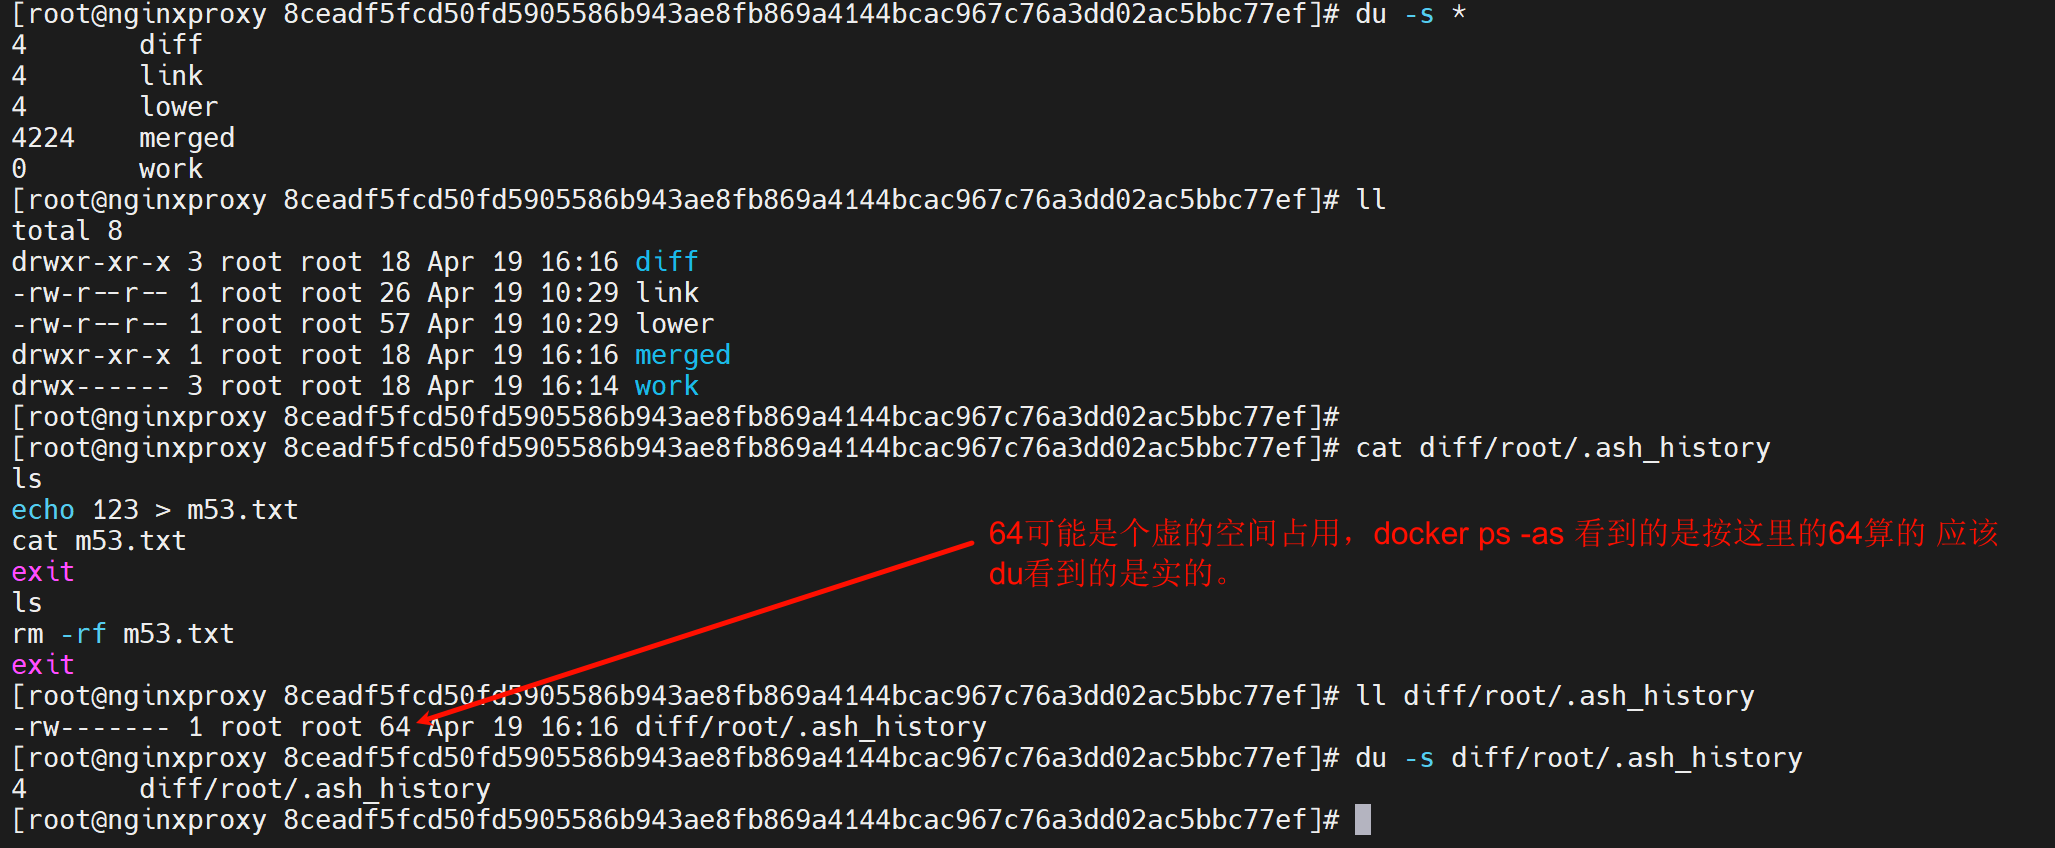 [root@nginxproxy 8ceadf5fcd50fd5905586b943ae8fb869a4144bcac967c76a3dd02ac5bbc77ef]# du -s *
4       diff
4       link
4       lower
4224    merged
0       work
[root@nginxproxy 8ceadf5fcd50fd5905586b943ae8fb869a4144bcac967c76a3dd02ac5bbc77ef]# ll
total 8
drwxr-xr-x 3 root root 18 Apr 19 16:16 diff
-rw-r--r-- 1 root root 26 Apr 19 10:29 link
-rw-r--r-- 1 root root 57 Apr 19 10:29 lower
drwxr-xr-x 1 root root 18 Apr 19 16:16 merged
drwx------ 3 root root 18 Apr 19 16:14 work
[root@nginxproxy 8ceadf5fcd50fd5905586b943ae8fb869a4144bcac967c76a3dd02ac5bbc77ef]#
[root@nginxproxy 8ceadf5fcd50fd5905586b943ae8fb869a4144bcac967c76a3dd02ac5bbc77ef]# cat diff/root/.ash_history
ls
echo 123 > m53.txt
cat m53.txt
exit
ls
rm -rf m53.txt
exit
64可能是个虚的空间占用，docker ps -as 看到的是按这里的64算的 应该
du看到的是实的。
[root@nginxproxy 8ceadf5fcd50fd5905586b943ae8fb869a4144bcac967c76a3dd02ac5bbc77ef]# ll diff/root/.ash_history
-rw------- 1 root root 64 Apr 19 16:16 diff/root/.ash_history
[root@nginxproxy 8ceadf5fcd50fd5905586b943ae8fb869a4144bcac967c76a3dd02ac5bbc77ef]# du -s diff/root/.ash_history
4       diff/root/.ash_history
[root@nginxproxy 8ceadf5fcd50fd5905586b943ae8fb869a4144bcac967c76a3dd02ac5bbc77ef]#